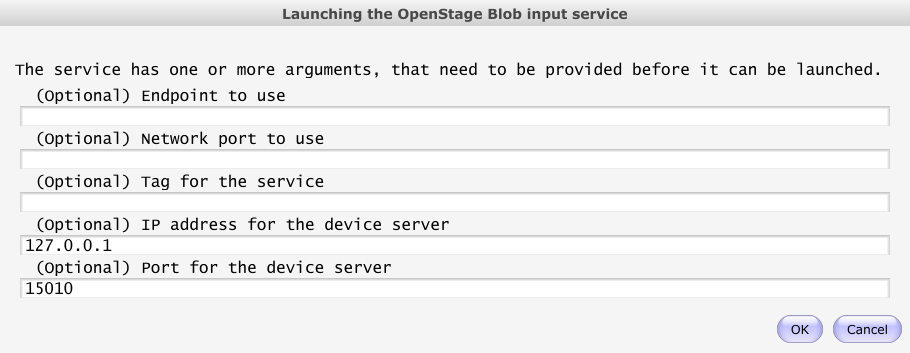 Launching the OpenStage Blob input service
The service has one or more arguments, that need to be provided before it can be launched.
(Optional) Endpoint to use
(Optional) Network port to use
(Optional) Tag for the service
(Optional) IP address for the device server
127.0.0.1
(Optional) Port for the device server
15010
OK Cancel